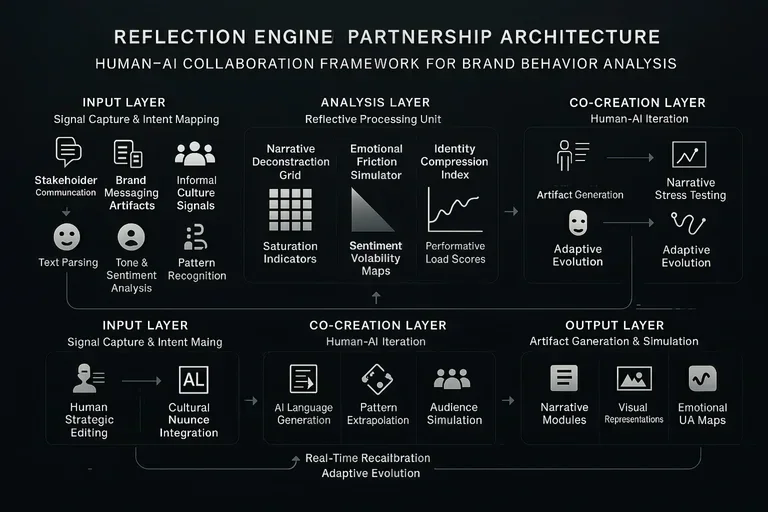 REFLECTION ENGINE PARTNERSHIP ARCHITECTURE
HUMAN–AI COLLABORATION FRAMEWORK FOR BRAND BEHAVIOR ANALYSIS
INPUT LAYER
Signal Capture & Intent Mapping
Stakeholder
Communcation
Brand
Messaging
Artifacts
Informal
Culture
Signals
Text Parsing
Tone &
Sentiment
Analysis
Pattern
Recognition
ANALYSIS LAYER
Reflective Processing Unit
Narrative
Deconstraction
Grid
Emotional
Friction
Simulator
Identity
Compression
Index
Saturation
Indicators
Sentiment
Volability
Maps
Performative
Load Scores
CO-CREATION LAYER
Human-AI Iteration
Artifact Generation
Narrative
Stress Testing
Adaptive
Evolution
Adaptive
Evolution
INPUT LAYER
Signal Capture & Intent Maing
Human
Strategic
Editing
AL
Cultural
Nuunce
Integration
CO-CREATION LAYER
Human-AI Iteration
AI Language
Generation
Pattern
Extrapolation
Audience
Simulation
OUTPUT LAYER
Artifact Ganeration & Simulation
Narrative
Modules
Visual
Representations
Emotional
UA Maps
Real-Time Recailbration
Adaptive Evolution